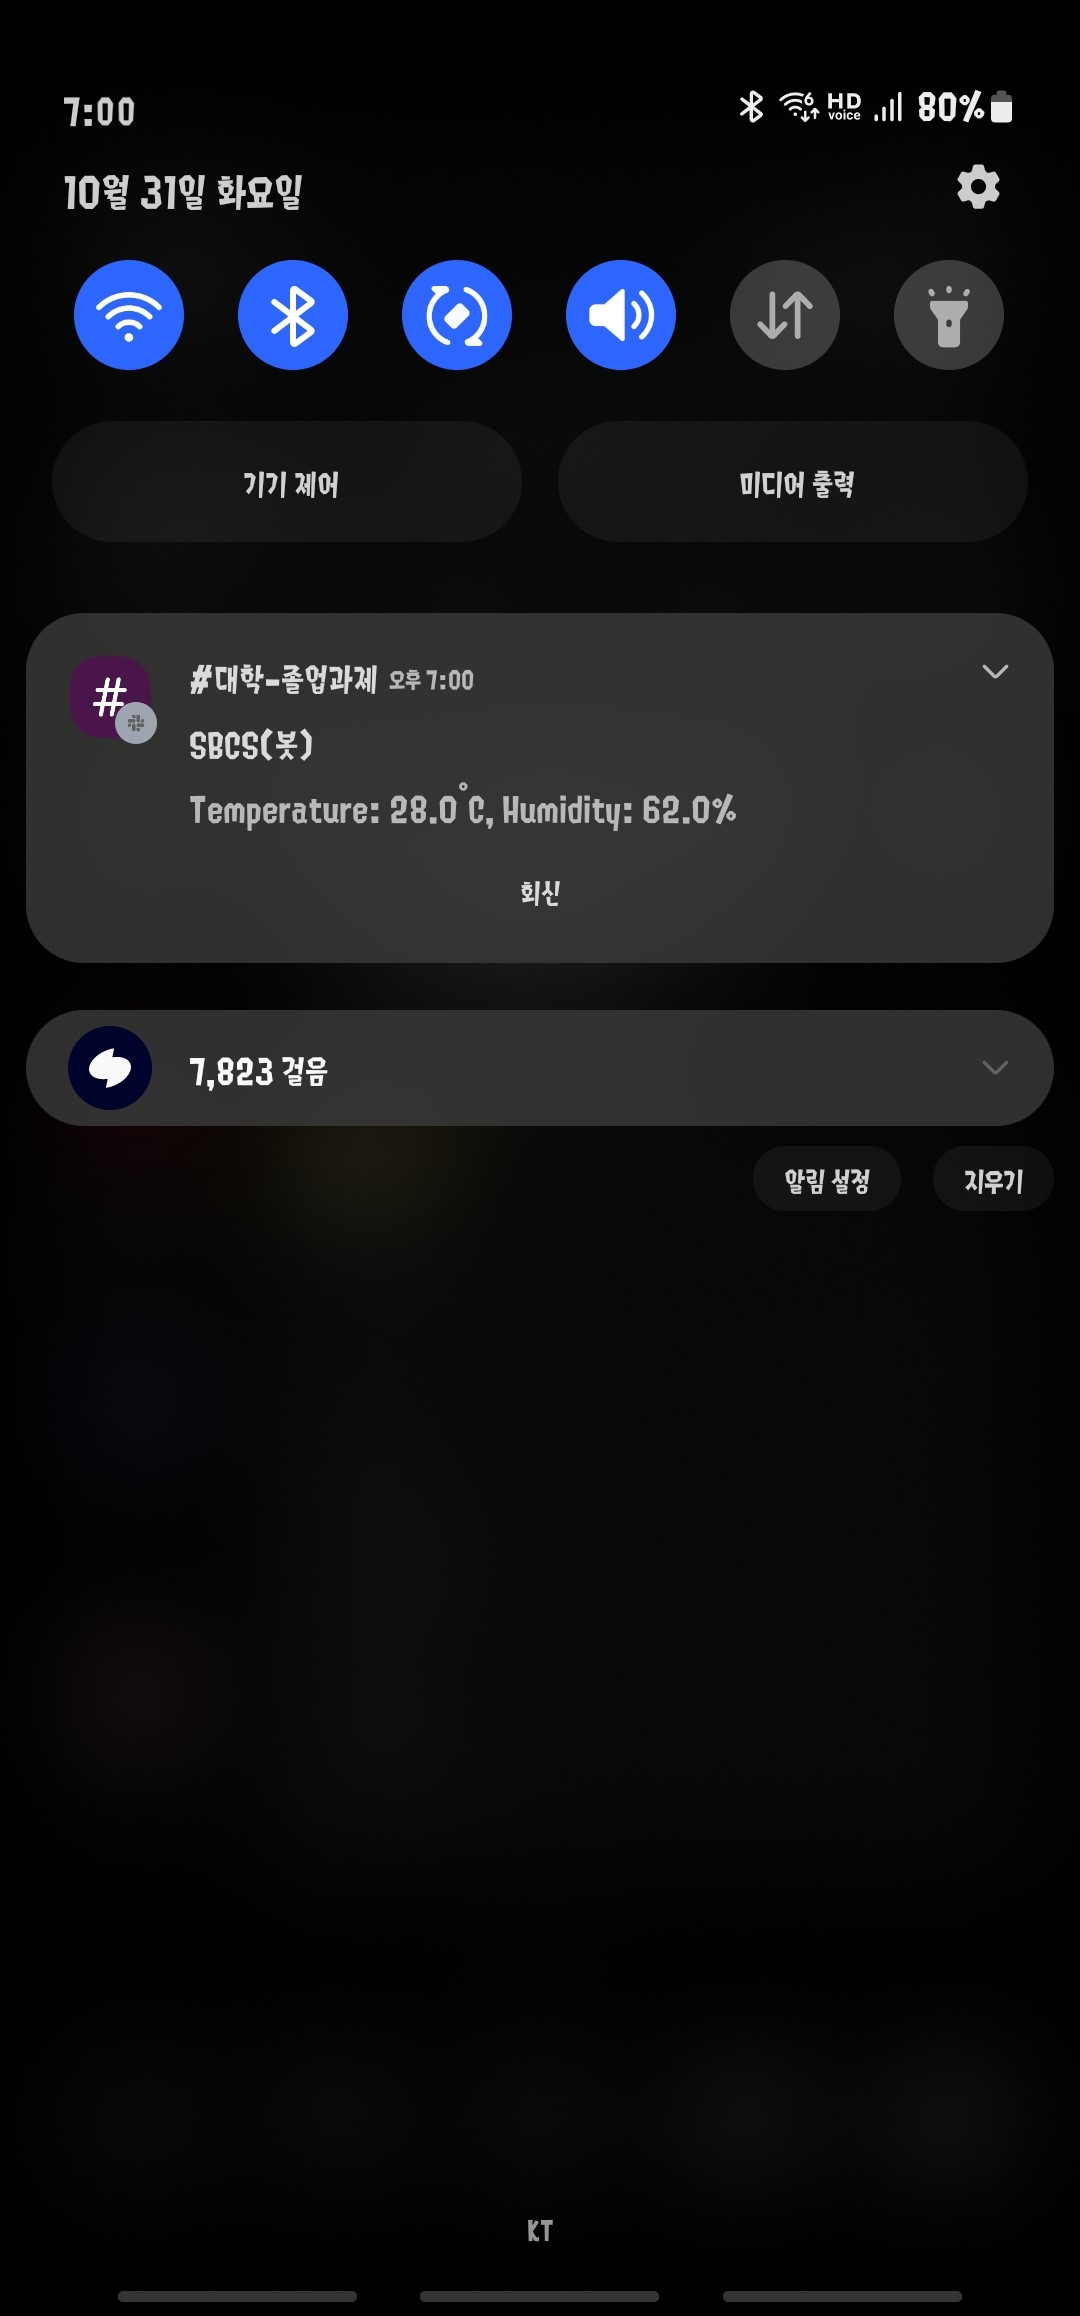 7:00
6 HD voice 80%
10월 31일 화요일
기기 제어
미디어 출력
#대학-졸업과제 오후 7:00
SBCS(봇)
Temperature: 28.0°C, Humidity: 62.0%
회신
7,823 걸음
알림 설정
지우기
KT